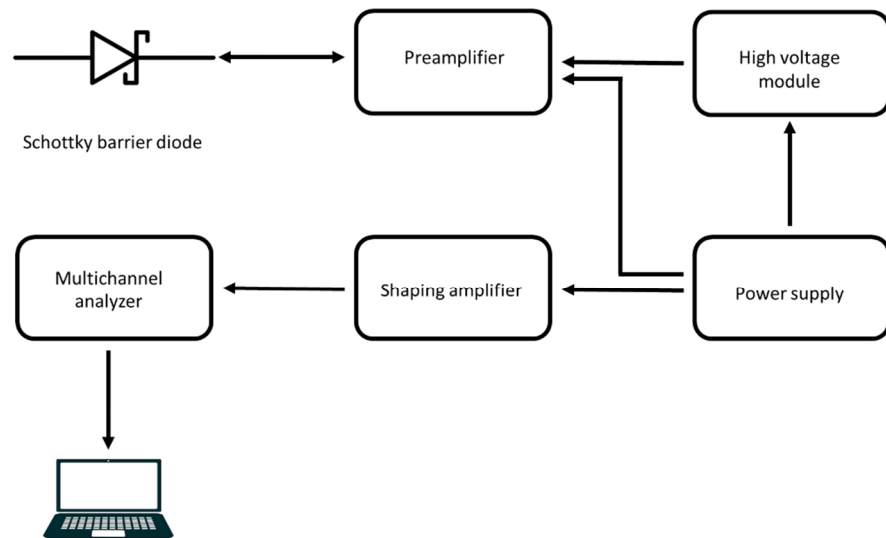 Preamplifier
High voltage
module
Schottky barrier diode
Multichannel
analyzer
Shaping amplifier
Power supply